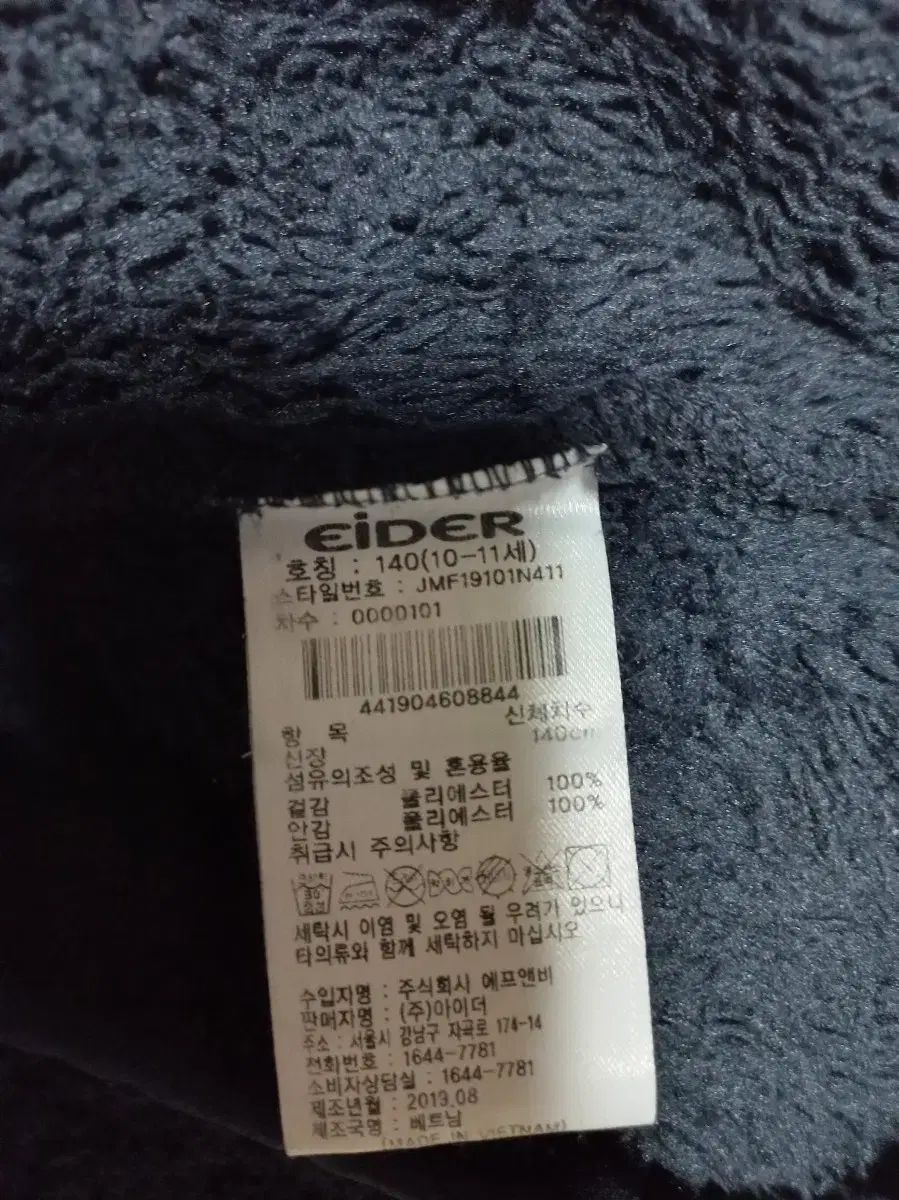 EiDER
호칭 : 140(10-11세)
스타일번호 : JMF19101N411
차수 : 0000101
441904608844
항 목 신체치수
신장 140cm
섬유의조성 및 혼용율
겉감 폴리에스터 100%
안감 폴리에스터 100%
취급시 주의사항
세탁시 이염 및 오염 될 우려가 있으니
타의류와 함께 세탁하지 마십시오
수입자명 : 주식회사 에프앤비
판매자명 : (주)아이더
주소 : 서울시 강남구 자곡로 174-14
전화번호 : 1644-7781
소비자상담실 : 1644-7781
제조년월 : 2019.08
제조국명 : 베트남
(MADE IN VIETNAM)